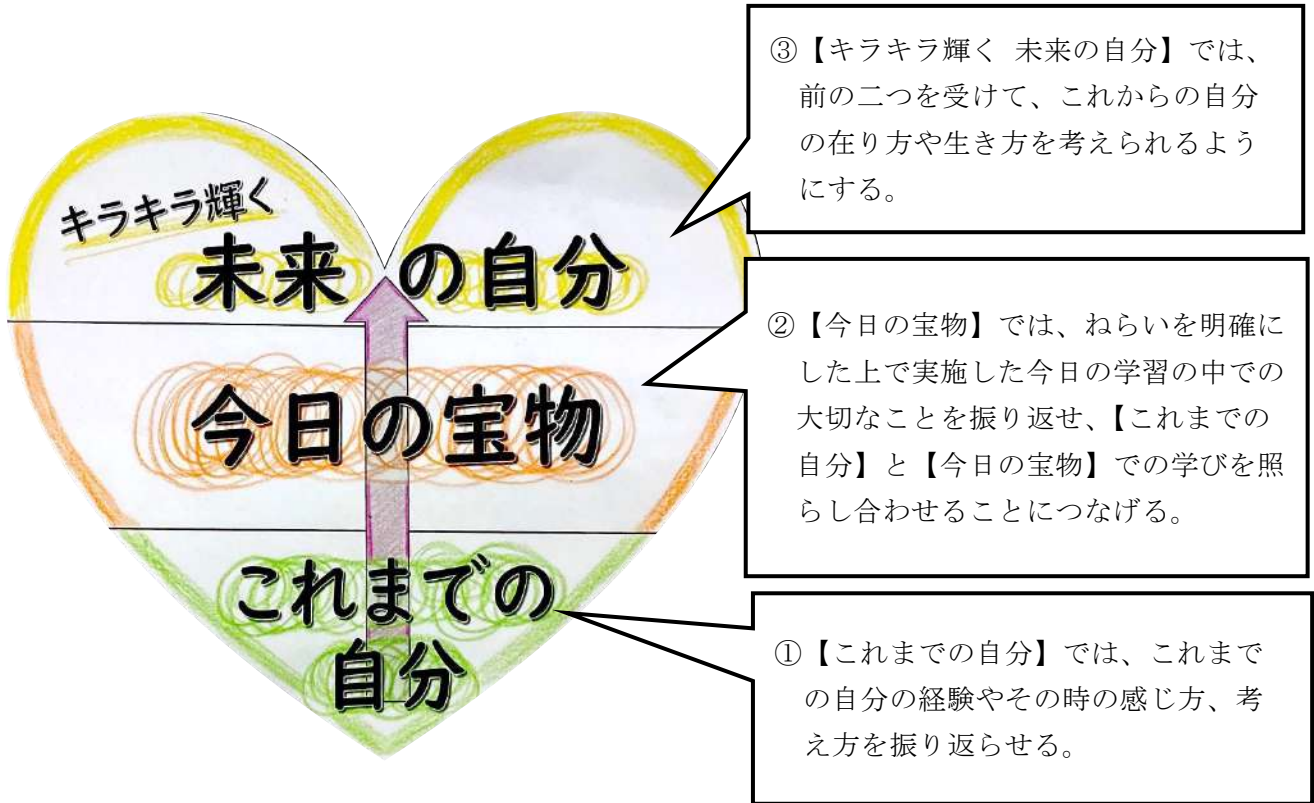 キラキラ輝く
未来の自分
今日の宝物
これまでの
自分
③【キラキラ輝く 未来の自分】では、
前の二つを受けて、これからの自分
の在り方や生き方を考えられるよう
にする。
②【今日の宝物】では、ねらいを明確に
した上で実施した今日の学習の中での
大切なことを振り返せ、【これまでの
自分】と【今日の宝物】での学びを照
らし合わせることにつなげる。
①【これまでの自分】では、これまで
の自分の経験やその時の感じ方、考
え方を振り返らせる。